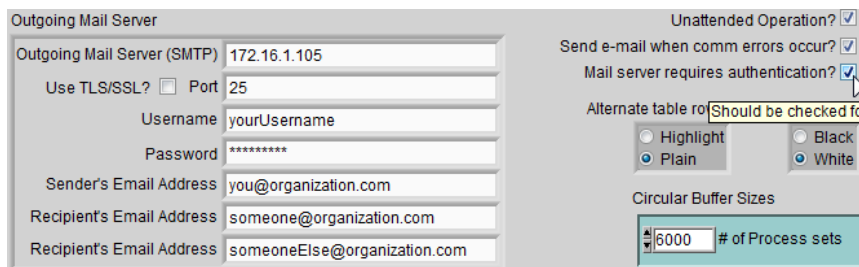 Outgoing Mail Server
Outgoing Mail Server (SMTP) 172.16.1.105
Use TLS/SSL? Port 25
Username yourUsername
Password *********
Sender's Email Address you@organization.com
Recipient's Email Address someone@organization.com
Recipient's Email Address someoneElse@organization.com
Unattended Operation?
Send e-mail when comm errors occur?
Mail server requires authentication?
Alternate table Should be checked
Highlight Black
Plain White
Circular Buffer Sizes
6000 # of Process sets